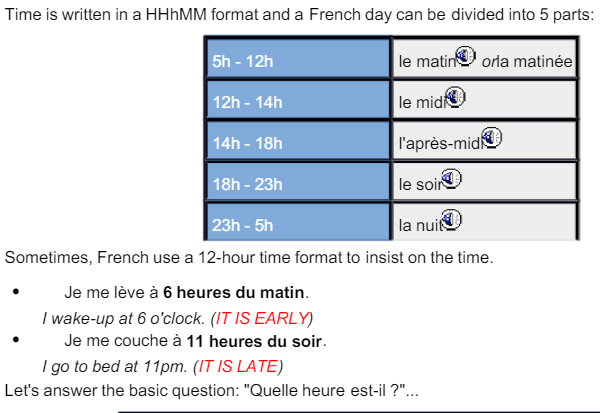 Time is written in a HHhMM format and a French day can be divided into 5 parts:
5h - 12h le matin orla matinée
12h - 14h le midi
14h - 18h l'après-midi
18h - 23h le soir
23h - 5h la nuit
Sometimes, French use a 12-hour time format to insist on the time.
• Je me lève à 6 heures du matin.
I wake-up at 6 o'clock. (IT IS EARLY)
• Je me couche à 11 heures du soir.
I go to bed at 11pm. (IT IS LATE)
Let's answer the basic question: "Quelle heure est-il ?"...